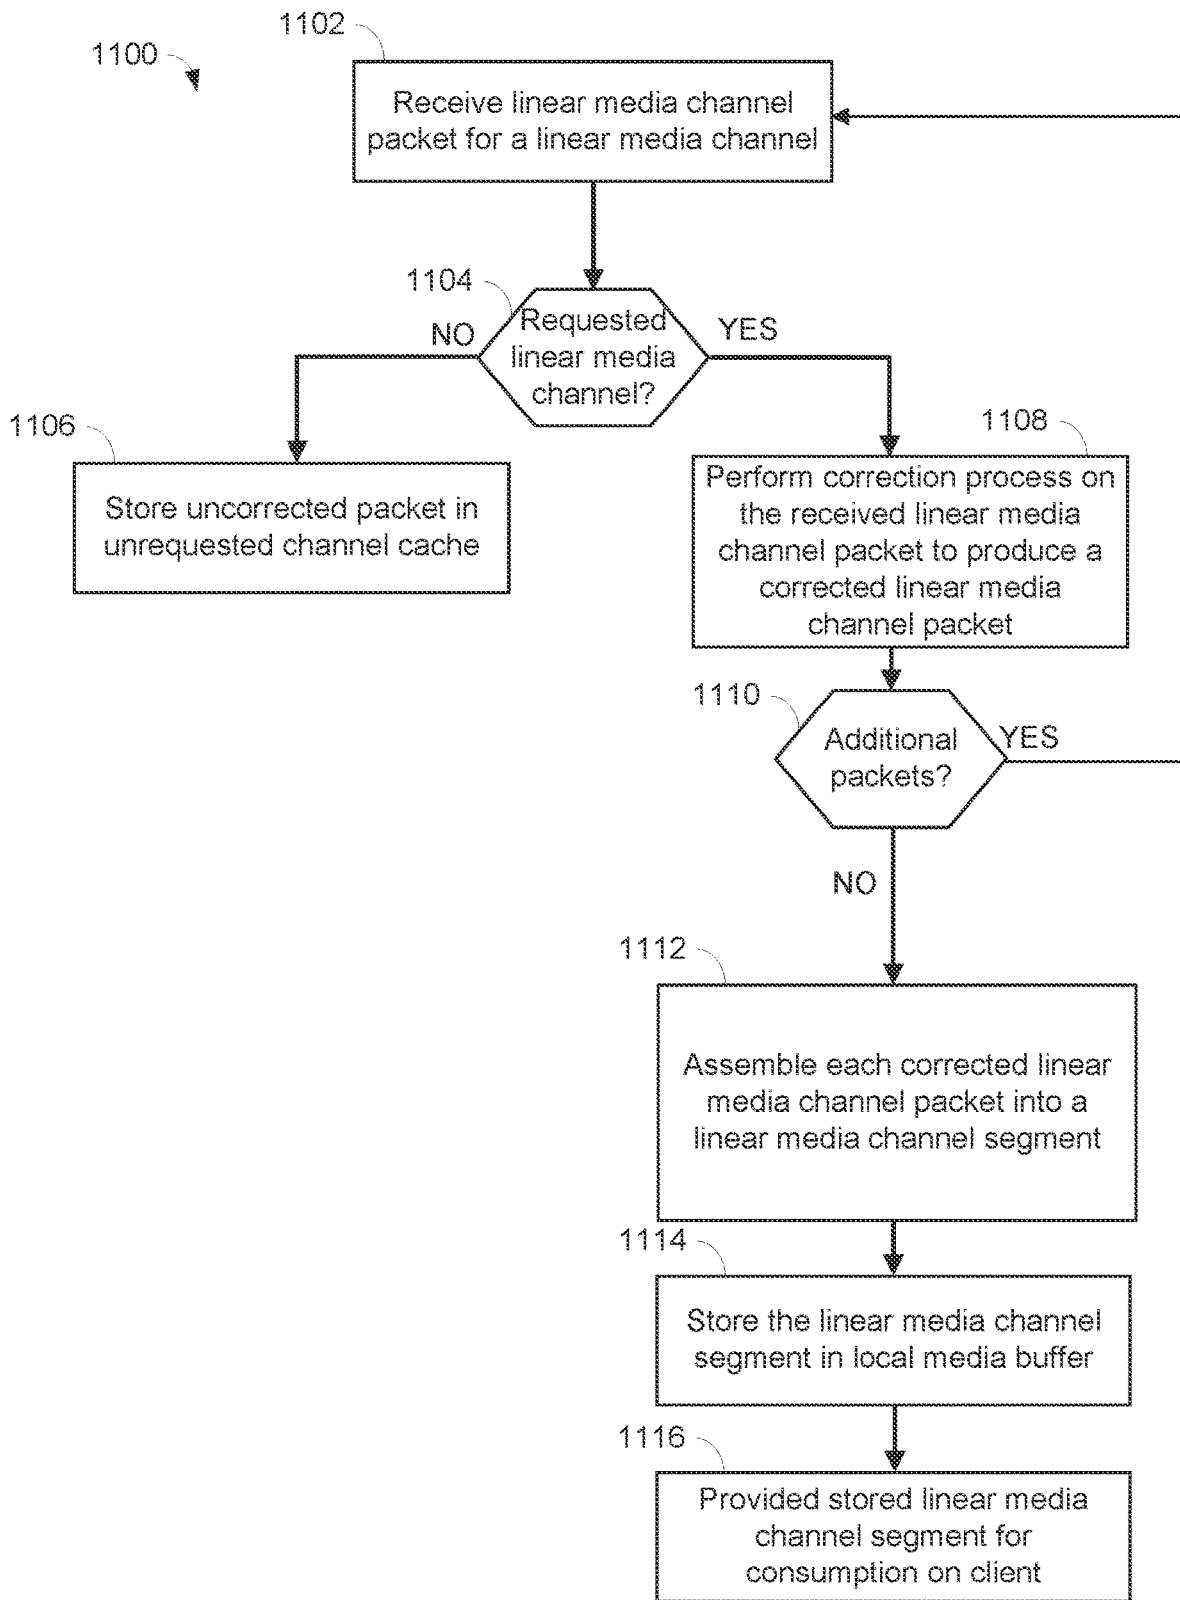 1102
1100
Receive linear media channel
packet for a linear media channel
1104
NO
YES
Requested
linear media
channel?
1106
1108
Store uncorrected packet in
unrequested channel cache
Perform correction process on
the received linear media
channel packet to produce a
corrected linear media
channel packet
1110
Additional
packets?
YES
NO
1112
Assemble each corrected linear
media channel packet into a
linear media channel segment
1114
Store the linear media channel
segment in local media buffer
1116
Provided stored linear media
channel segment for
consumption on client